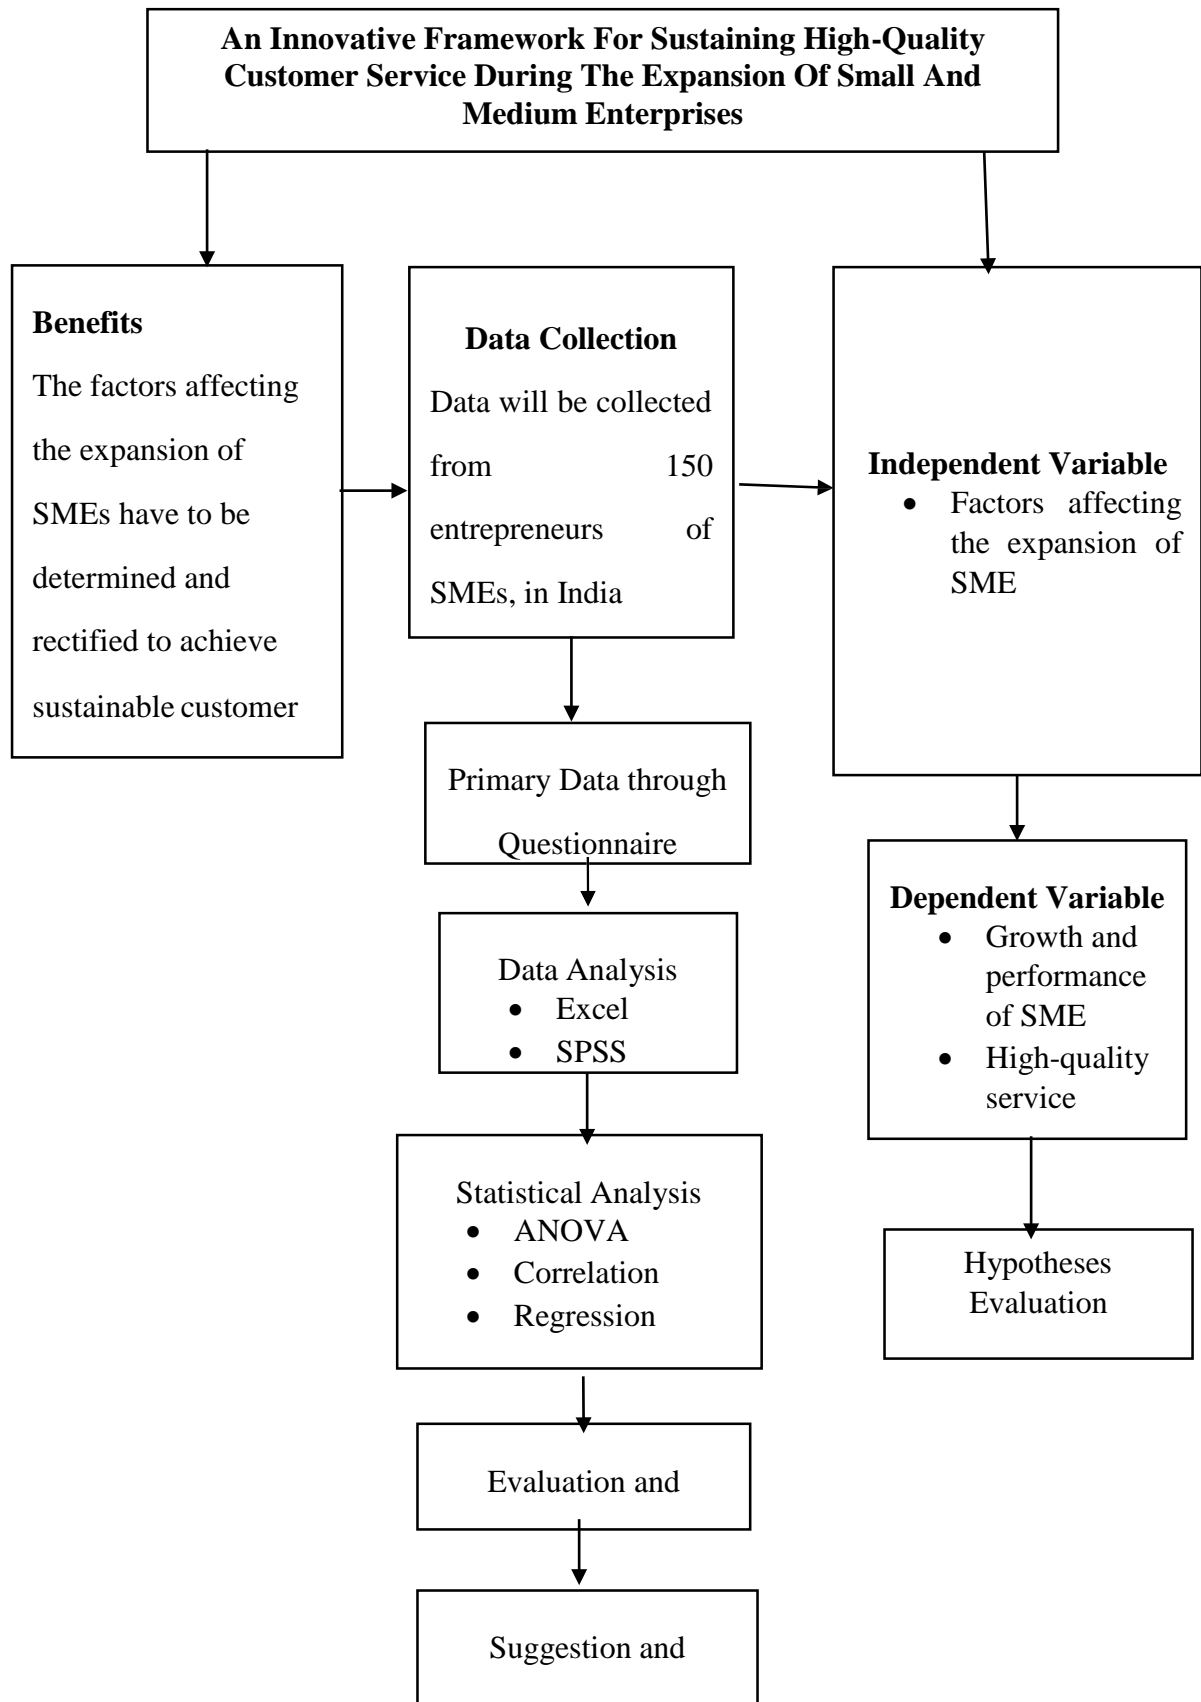 An Innovative Framework For Sustaining High-Quality
Customer Service During The Expansion Of Small And
Medium Enterprises
Benefits
The factors affecting
the expansion of
SMEs have to be
determined and
rectified to achieve
sustainable customer
Data Collection
Data will be collected
from 150
entrepreneurs of
SMEs, in India
Independent Variable
• Factors affecting
the expansion of
SME
Primary Data through
Questionnaire
Dependent Variable
• Growth and
performance
of SME
• High-quality
service
Data Analysis
• Excel
• SPSS
Statistical Analysis
• ANOVA
• Correlation
• Regression
Hypotheses
Evaluation
Evaluation and
Suggestion and